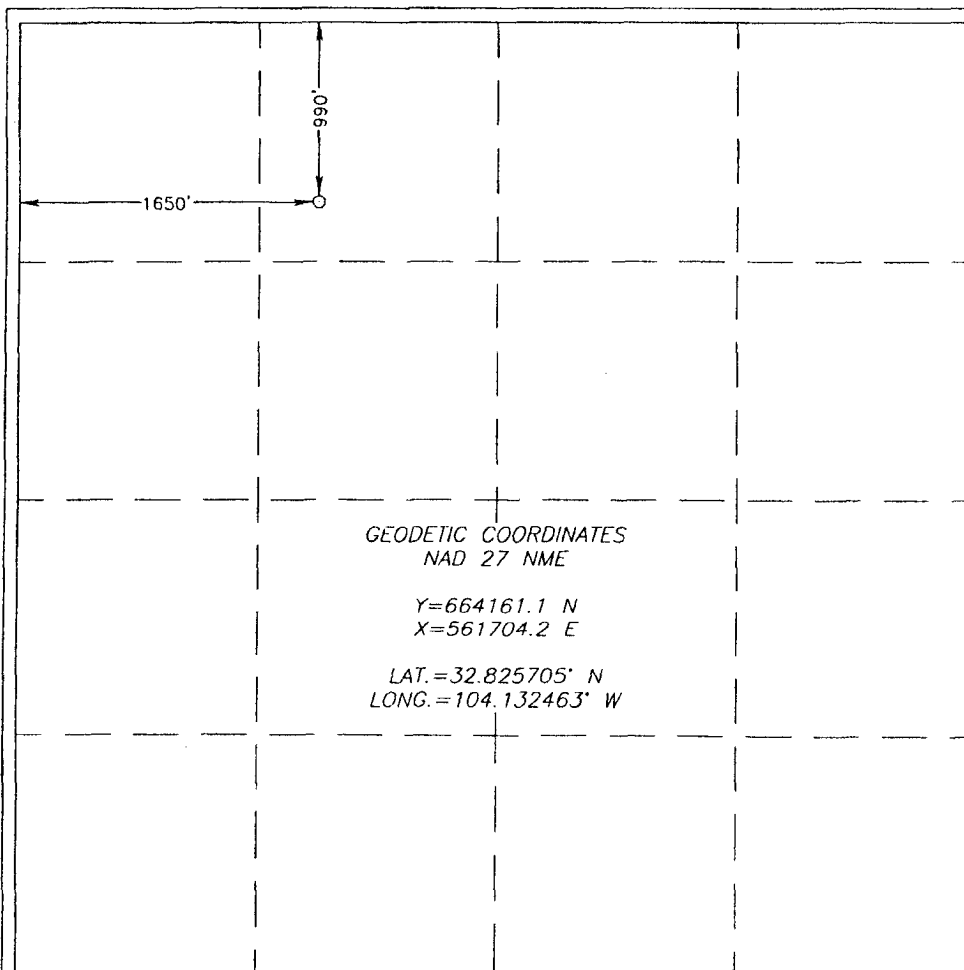 990'
1650'
GEODETIC COORDINATES
NAD 27 NME
Y=664161.1 N
X=561704.2 E
LAT.=32.825705° N
LONG.=104.132463° W